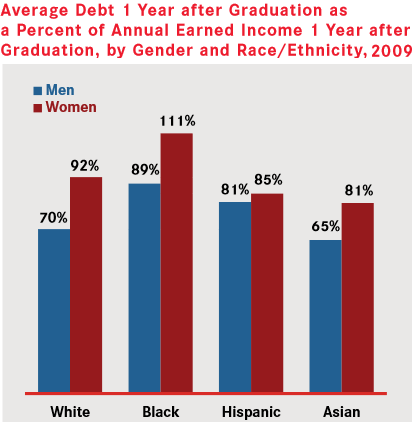 Average Debt 1 Year after Graduation as
a Percent of Annual Earned Income 1 Year after
Graduation, by Gender and Race/Ethnicity, 2009
Men
Women
70%
92%
89%
111%
81%
85%
65%
81%
White
Black
Hispanic
Asian